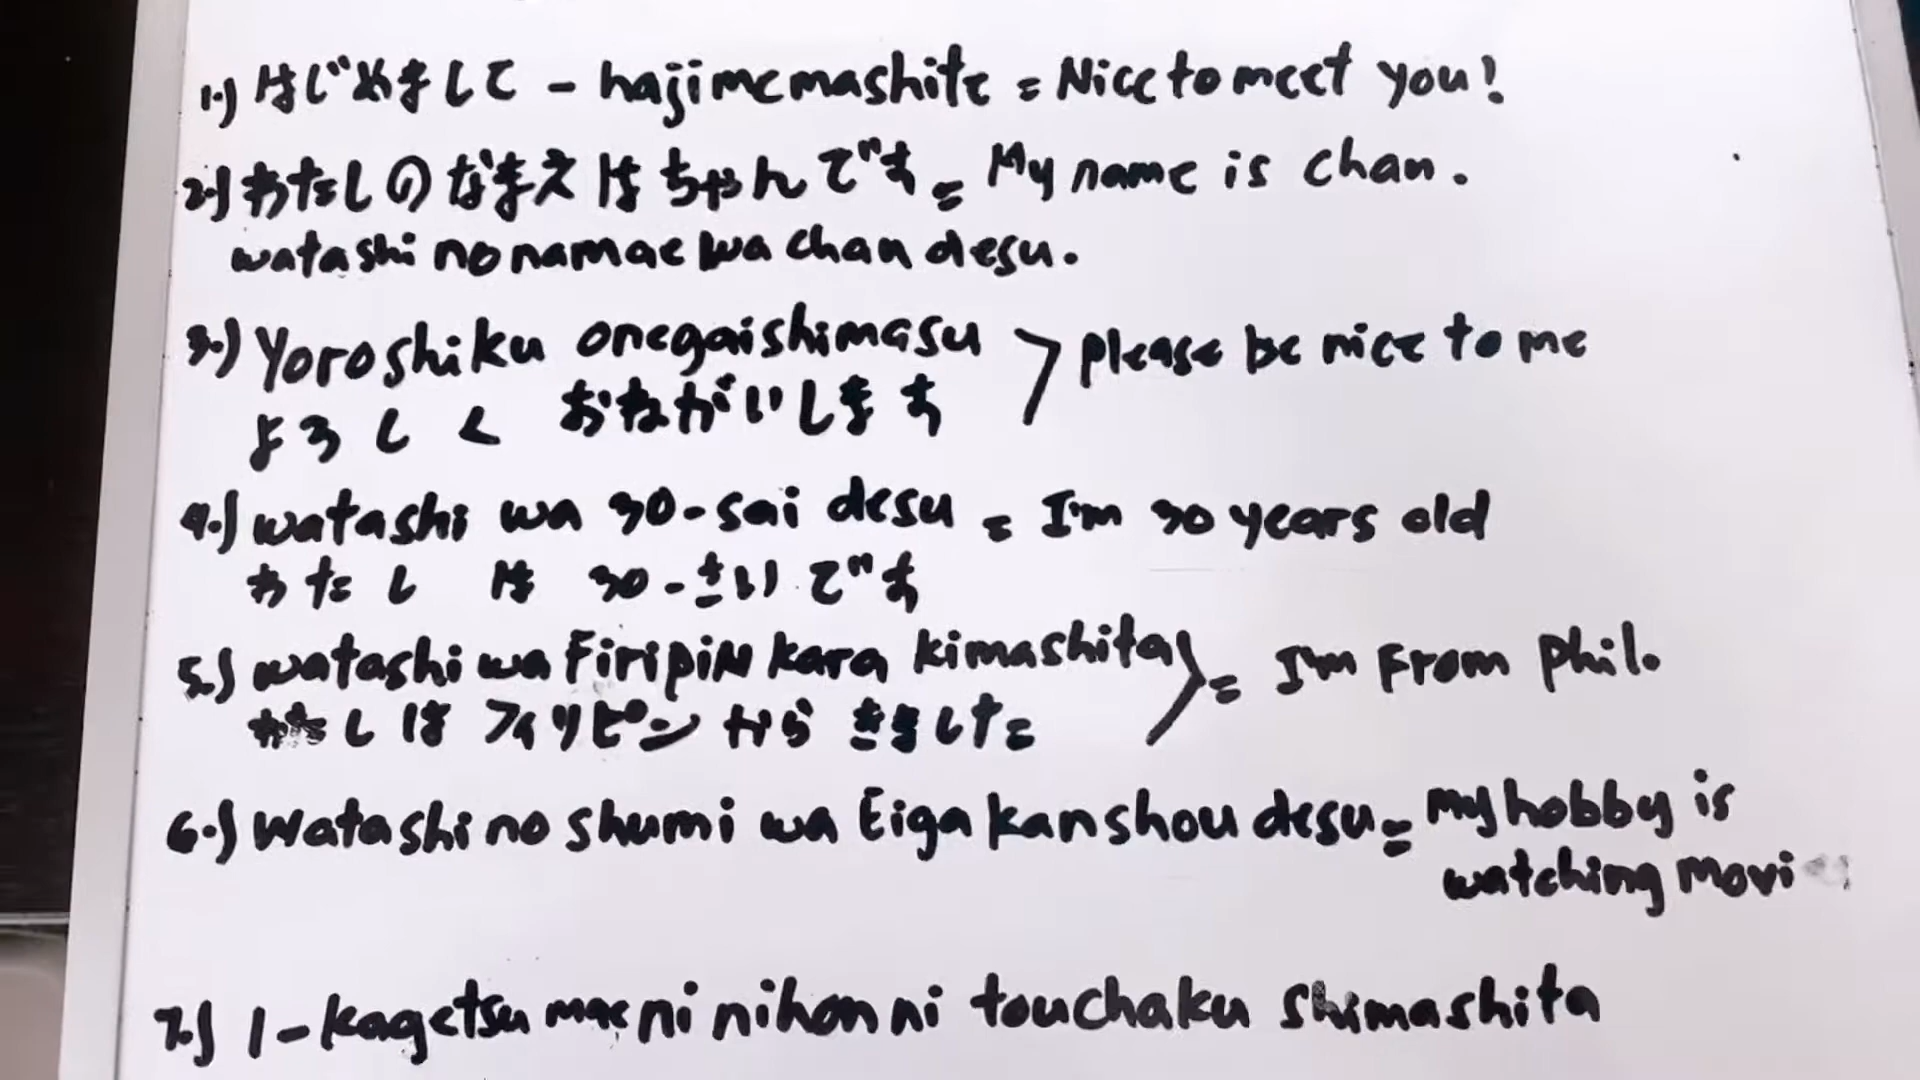 1.) はじめまして - hajimemashite = Nice to meet you!
2.) わたしのなまえはちゃんです = My name is chan.
watashi no namae wa chan desu.
3.) Yoroshiku onegaishimasu > please be nice to me
よろしく おねがいします
4.) watashi wa 30-sai desu = I'm 30 years old
わたし は 30-さい です
5.) watashi wa Firipin kara kimashita } = I'm From phil.
わたしは フィリピン から きました
6.) Watashi no shumi wa Eiga kanshou desu = my hobby is
watching Movi
7.) 1-kagetsu mae ni nihon ni touchaku shimashita